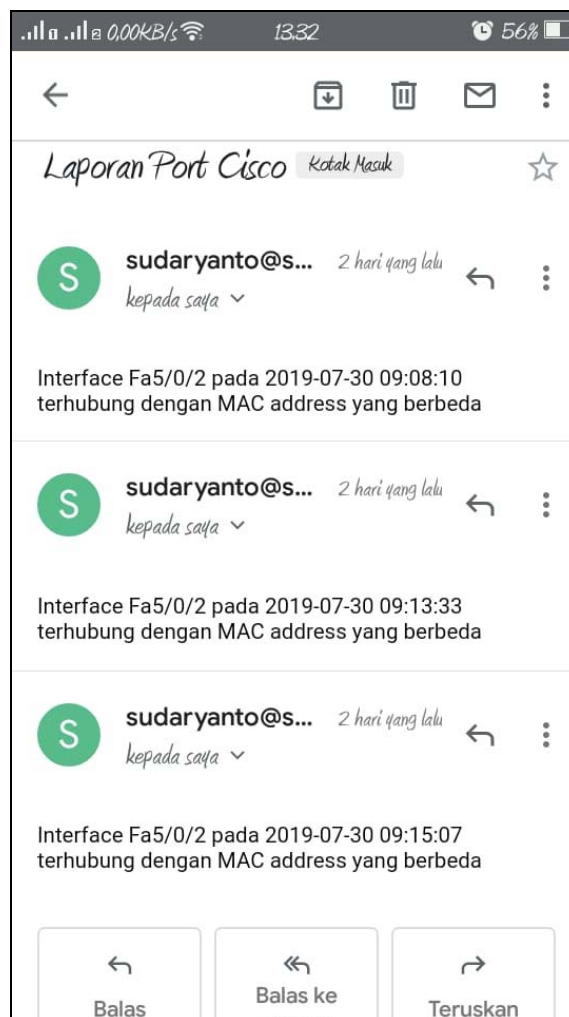 0,00KB/s 13.32 56%
Laporan Port Cisco Kotak Masuk
S sudaryanto@s... 2 hari yang lalu
kepada saya
Interface Fa5/0/2 pada 2019-07-30 09:08:10
terhubung dengan MAC address yang berbeda
S sudaryanto@s... 2 hari yang lalu
kepada saya
Interface Fa5/0/2 pada 2019-07-30 09:13:33
terhubung dengan MAC address yang berbeda
S sudaryanto@s... 2 hari yang lalu
kepada saya
Interface Fa5/0/2 pada 2019-07-30 09:15:07
terhubung dengan MAC address yang berbeda
Balas Balas ke Teruskan